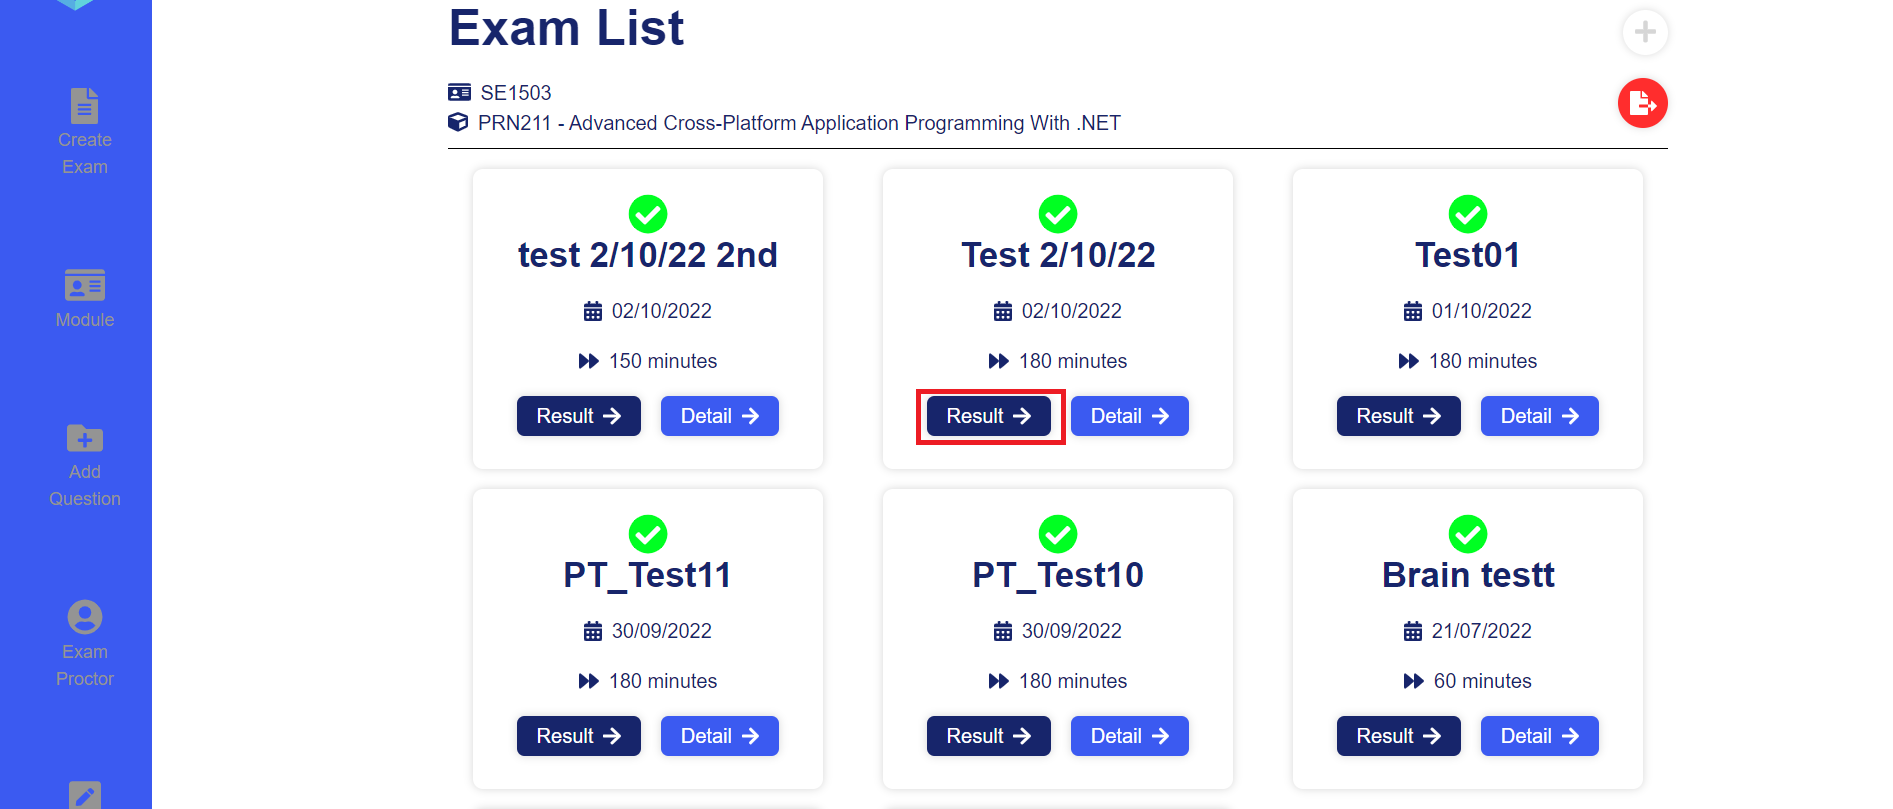 Exam List
SE1503
PRN211 - Advanced Cross-Platform Application Programming With .NET
Create
Exam
Module
Add
Question
Exam
Proctor
test 2/10/22 2nd
02/10/2022
150 minutes
Result
Detail
Test 2/10/22
02/10/2022
180 minutes
Result
Detail
Test01
01/10/2022
180 minutes
Result
Detail
PT_Test11
30/09/2022
180 minutes
Result
Detail
PT_Test10
30/09/2022
180 minutes
Result
Detail
Brain testt
21/07/2022
60 minutes
Result
Detail